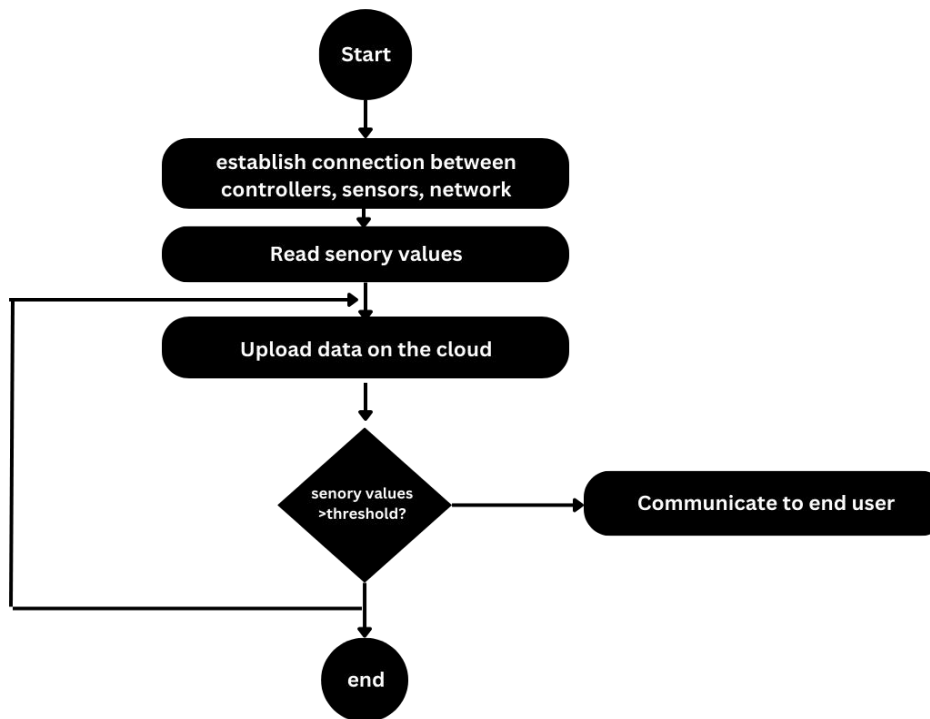 Start
establish connection between
controllers, sensors, network
Read senory values
Upload data on the cloud
senory values
>threshold?
Communicate to end user
end